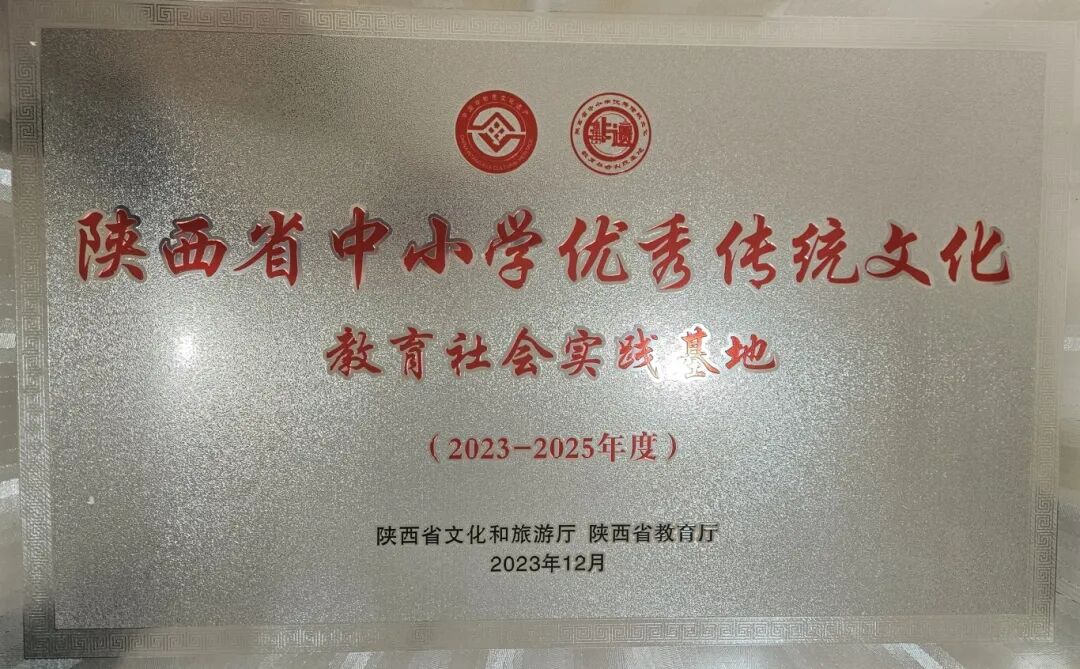 陕西省中小学优秀传统文化
教育社会实践基地
（2023-2025年度）
陕西省文化和旅游厅 陕西省教育厅
2023年12月